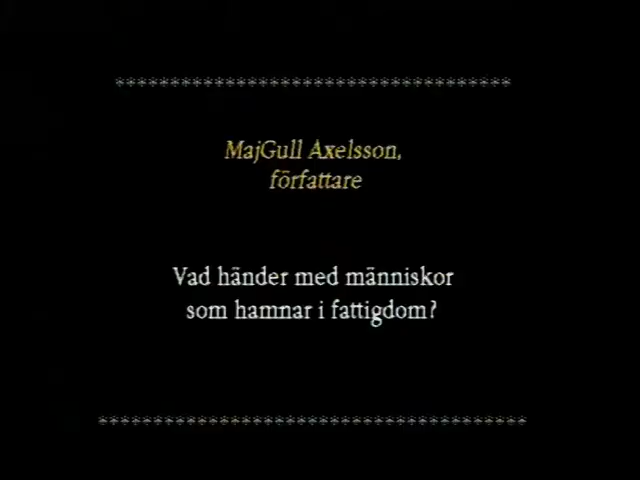 ************************************
MajGull Axelsson,
författare
Vad händer med människor
som hamnar i fattigdom?
***************************************